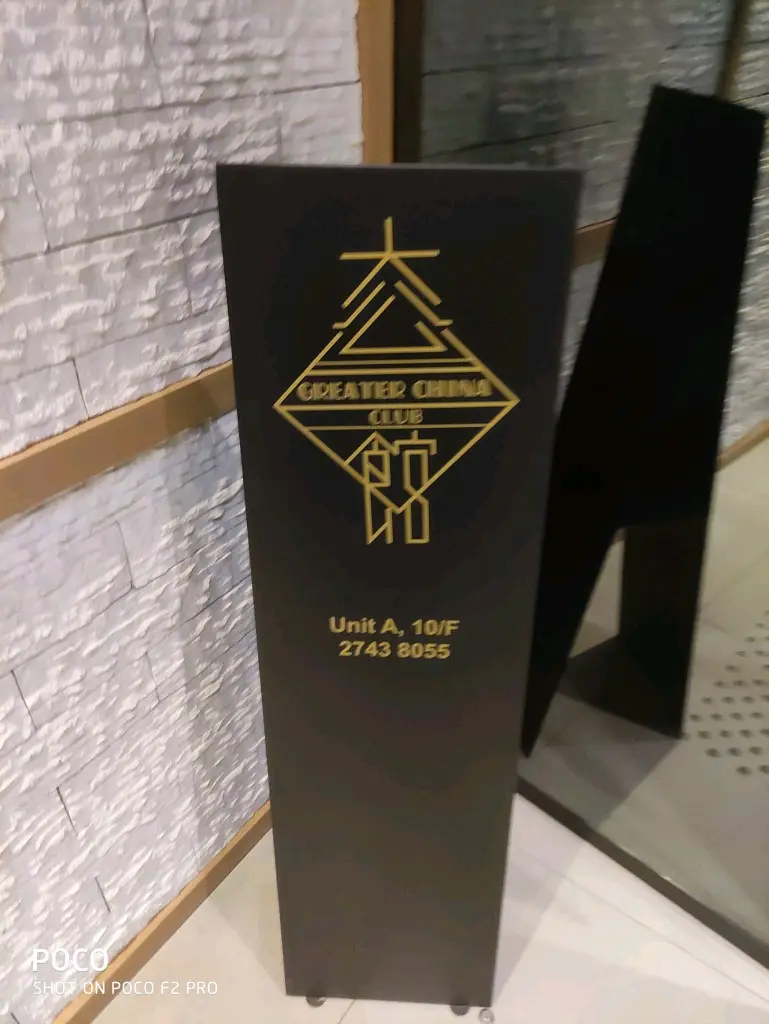 GREATER CHINA
CLUB
Unit A, 10/F
2743 8055
POCO
SHOT ON POCO F2 PRO